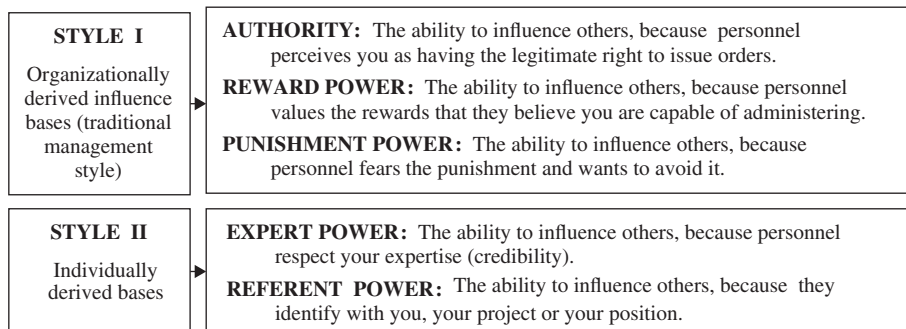 STYLE I
Organizationally
derived influence
bases (traditional
management
style)
AUTHORITY: The ability to influence others, because personnel
perceives you as having the legitimate right to issue orders.
REWARD POWER: The ability to influence others, because personnel
values the rewards that they believe you are capable of administering.
PUNISHMENT POWER: The ability to influence others, because
personnel fears the punishment and wants to avoid it.
STYLE II
Individually
derived bases
EXPERT POWER: The ability to influence others, because personnel
respect your expertise (credibility).
REFERENT POWER: The ability to influence others, because they
identify with you, your project or your position.